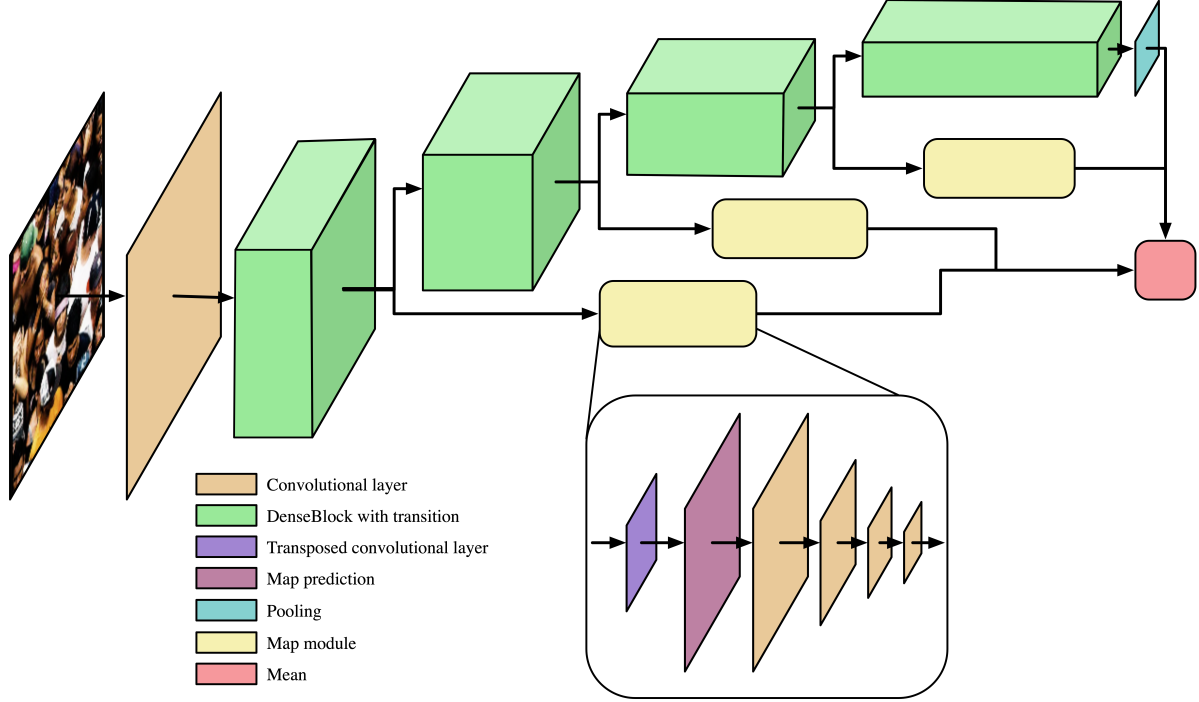 Convolutional layer
DenseBlock with transition
Transposed convolutional layer
Map prediction
Pooling
Map module
Mean